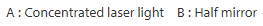 A : Concentrated laser light    B : Half mirror